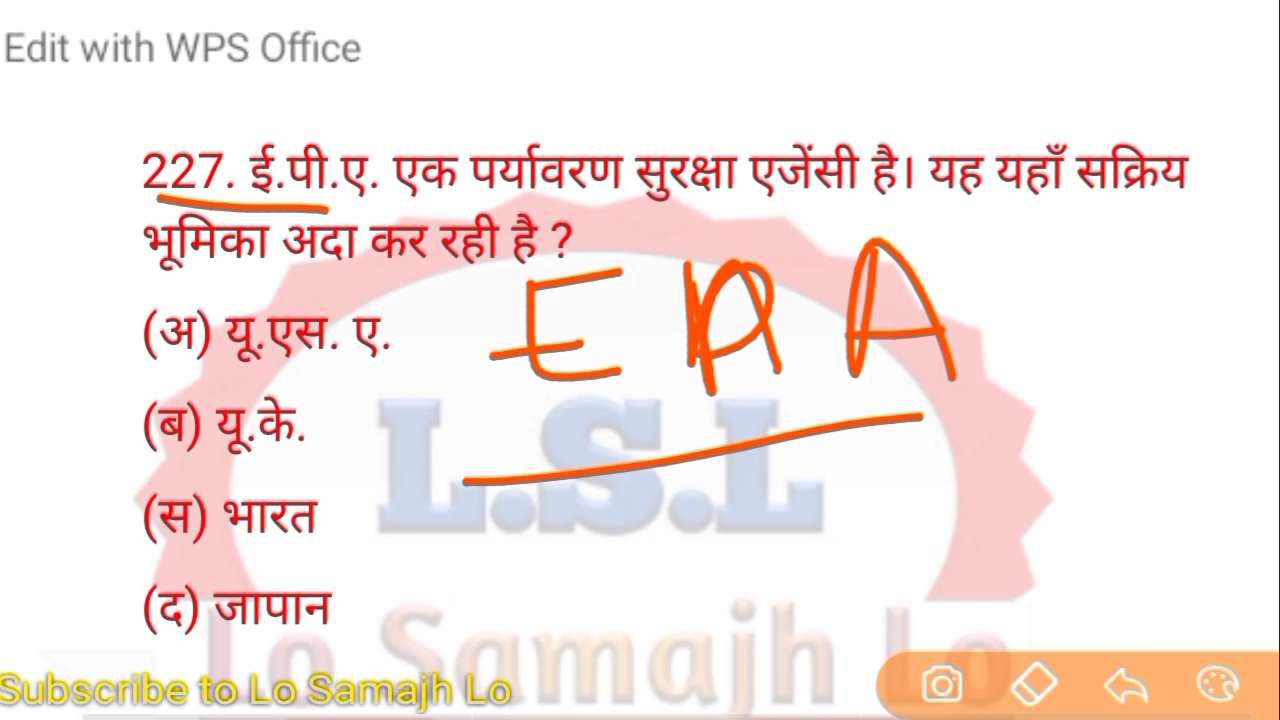 Edit with WPS Office
227. ई.पी.ए. एक पर्यावरण सुरक्षा एजेंसी है। यह यहाँ सक्रिय
भूमिका अदा कर रही है ?
E P A
(अ) यू.एस. ए.
(ब) यू.के.
L.S.L
(स) भारत
(द) जापान
Lo Samajh Lo
Subscribe to Lo Samajh Lo